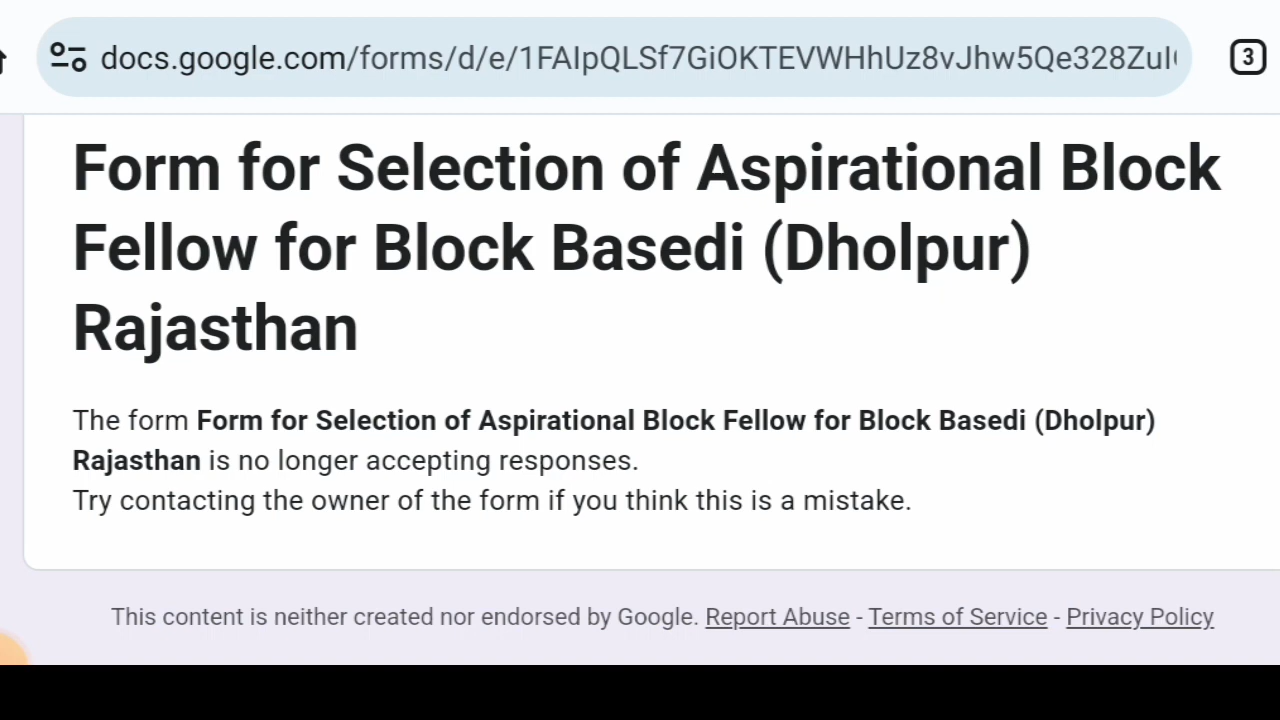 docs.google.com/forms/d/e/1FAIpQLSf7GiOKTEVWHhUz8vJhw5Qe328Zul
3
Form for Selection of Aspirational Block
Fellow for Block Basedi (Dholpur)
Rajasthan
The form Form for Selection of Aspirational Block Fellow for Block Basedi (Dholpur)
Rajasthan is no longer accepting responses.
Try contacting the owner of the form if you think this is a mistake.
This content is neither created nor endorsed by Google. Report Abuse - Terms of Service - Privacy Policy